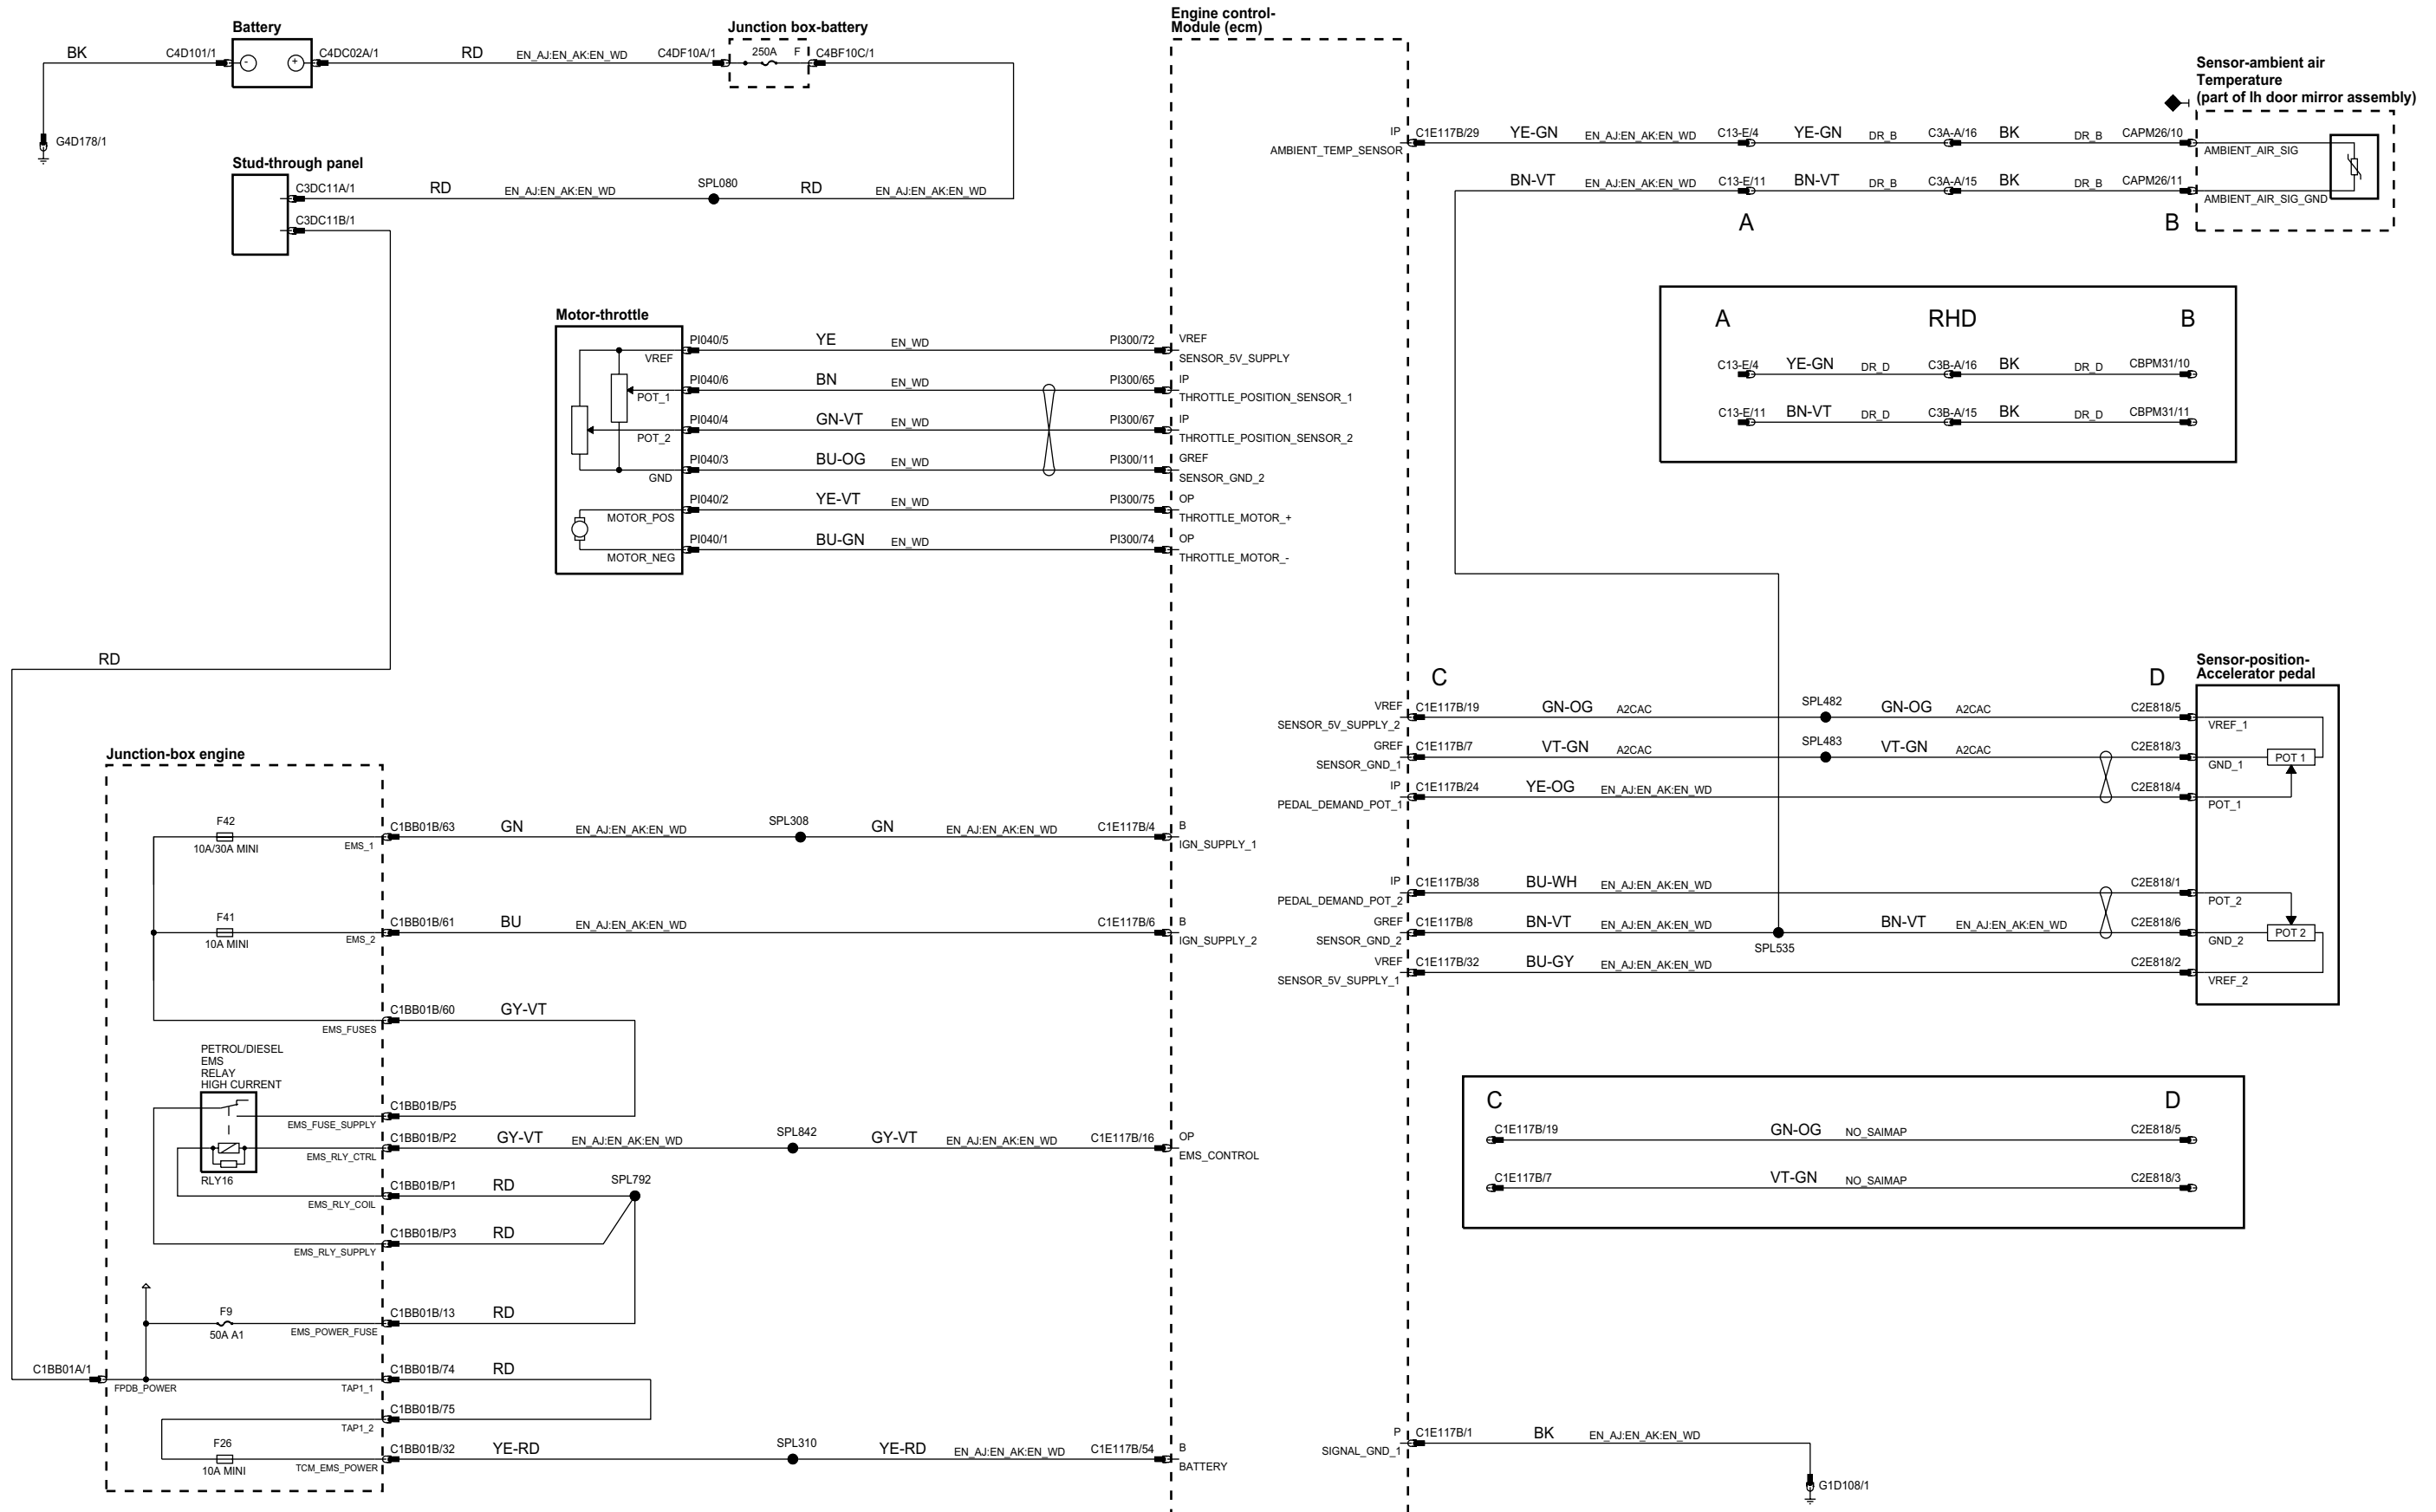 Battery
BK
C4D101/1
-
+
C4DC02A/1
RD
EN_AJ:EN_AK:EN_WD
C4DF10A/1
Junction box-battery
250A
F
C4BF10C/1
G4D178/1
Stud-through panel
C3DC11A/1
RD
EN_AJ:EN_AK:EN_WD
SPL080
RD
EN_AJ:EN_AK:EN_WD
C3DC11B/1
RD
Motor-throttle
VREF
PI040/5
YE
EN_WD
PI300/72
VREF
SENSOR_5V_SUPPLY
POT_1
PI040/6
BN
EN_WD
PI300/65
IP
THROTTLE_POSITION_SENSOR_1
POT_2
PI040/4
GN-VT
EN_WD
PI300/67
IP
THROTTLE_POSITION_SENSOR_2
GND
PI040/3
BU-OG
EN_WD
PI300/11
GREF
SENSOR_GND_2
MOTOR_POS
PI040/2
YE-VT
EN_WD
PI300/75
OP
THROTTLE_MOTOR_+
MOTOR_NEG
PI040/1
BU-GN
EN_WD
PI300/74
OP
THROTTLE_MOTOR_-
Engine control-
Module (ecm)
IP
AMBIENT_TEMP_SENSOR
C1E117B/29
YE-GN
EN_AJ:EN_AK:EN_WD
C13-E/4
YE-GN
DR_B
C3A-A/16
BK
DR_B
CAPM26/10
AMBIENT_AIR_SIG
BN-VT
EN_AJ:EN_AK:EN_WD
C13-E/11
BN-VT
DR_B
C3A-A/15
BK
DR_B
CAPM26/11
AMBIENT_AIR_SIG_GND
A
B
Sensor-ambient air
Temperature
(part of lh door mirror assembly)
A
RHD
B
C13-E/4
YE-GN
DR_D
C3B-A/16
BK
DR_D
CBPM31/10
C13-E/11
BN-VT
DR_D
C3B-A/15
BK
DR_D
CBPM31/11
Junction-box engine
F42
10A/30A MINI
EMS_1
C1BB01B/63
GN
EN_AJ:EN_AK:EN_WD
SPL308
GN
EN_AJ:EN_AK:EN_WD
C1E117B/4
B
IGN_SUPPLY_1
F41
10A MINI
EMS_2
C1BB01B/61
BU
EN_AJ:EN_AK:EN_WD
C1E117B/6
B
IGN_SUPPLY_2
EMS_FUSES
C1BB01B/60
GY-VT
PETROL/DIESEL
EMS
RELAY
HIGH CURRENT
RLY16
EMS_FUSE_SUPPLY
C1BB01B/P5
EMS_RLY_CTRL
C1BB01B/P2
GY-VT
EN_AJ:EN_AK:EN_WD
SPL842
GY-VT
EN_AJ:EN_AK:EN_WD
C1E117B/16
OP
EMS_CONTROL
EMS_RLY_COIL
C1BB01B/P1
RD
SPL792
EMS_RLY_SUPPLY
C1BB01B/P3
RD
F9
50A A1
EMS_POWER_FUSE
C1BB01B/13
RD
C1BB01A/1
FPDB_POWER
TAP1_1
C1BB01B/74
RD
TAP1_2
C1BB01B/75
F26
10A MINI
TCM_EMS_POWER
C1BB01B/32
YE-RD
SPL310
YE-RD
EN_AJ:EN_AK:EN_WD
C1E117B/54
B
BATTERY
C
D
Sensor-position-
Accelerator pedal
VREF
SENSOR_5V_SUPPLY_2
C1E117B/19
GN-OG
A2CAC
SPL482
GN-OG
A2CAC
C2E818/5
VREF_1
GREF
SENSOR_GND_1
C1E117B/7
VT-GN
A2CAC
SPL483
VT-GN
A2CAC
C2E818/3
GND_1
POT 1
IP
PEDAL_DEMAND_POT_1
C1E117B/24
YE-OG
EN_AJ:EN_AK:EN_WD
C2E818/4
POT_1
IP
PEDAL_DEMAND_POT_2
C1E117B/38
BU-WH
EN_AJ:EN_AK:EN_WD
C2E818/1
POT_2
GREF
SENSOR_GND_2
C1E117B/8
BN-VT
EN_AJ:EN_AK:EN_WD
SPL535
BN-VT
EN_AJ:EN_AK:EN_WD
C2E818/6
GND_2
POT 2
VREF
SENSOR_5V_SUPPLY_1
C1E117B/32
BU-GY
EN_AJ:EN_AK:EN_WD
C2E818/2
VREF_2
C
D
C1E117B/19
GN-OG
NO_SAIMAP
C2E818/5
C1E117B/7
VT-GN
NO_SAIMAP
C2E818/3
P
SIGNAL_GND_1
C1E117B/1
BK
EN_AJ:EN_AK:EN_WD
G1D108/1